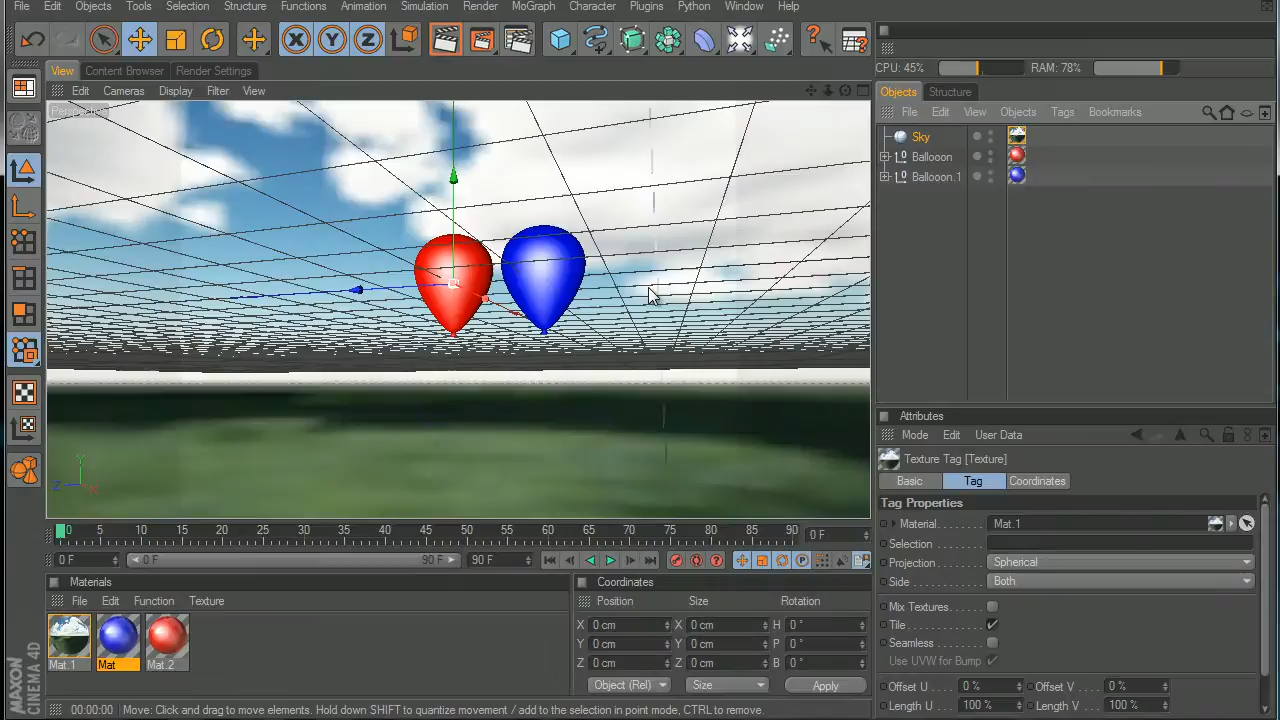 File Edit Objects Tools Selection Structure Functions Animation Simulation Render MoGraph Character Plugins Python Window Help
CPU: 45% RAM: 78%
View Content Browser Render Settings
Edit Cameras Display Filter View
Perspective
Objects Structure
File Edit View Objects Tags Bookmarks
Sky
Ballooon
Ballooon.1
Y
Z X
Attributes
Mode Edit User Data
Texture Tag [Texture]
Basic Tag Coordinates
Tag Properties
Material Mat.1
Selection
Projection Spherical
Side Both
Mix Textures
Tile
Seamless
Use UVW for Bump
Offset U 0 % Offset V 0 %
Length U 100 % Length V 100 %
0 5 10 15 20 25 30 35 40 45 50 55 60 65 70 75 80 85 90 0 F
0 F 0 F 90 F 90 F
Materials
File Edit Function Texture
Mat.1 Mat Mat.2
Coordinates
Position Size Rotation
X 0 cm X 0 cm H 0 °
Y 0 cm Y 0 cm P 0 °
Z 0 cm Z 0 cm B 0 °
Object (Rel) Size Apply
MAXON
CINEMA 4D
00:00:00 Move: Click and drag to move elements. Hold down SHIFT to quantize movement / add to the selection in point mode, CTRL to remove.